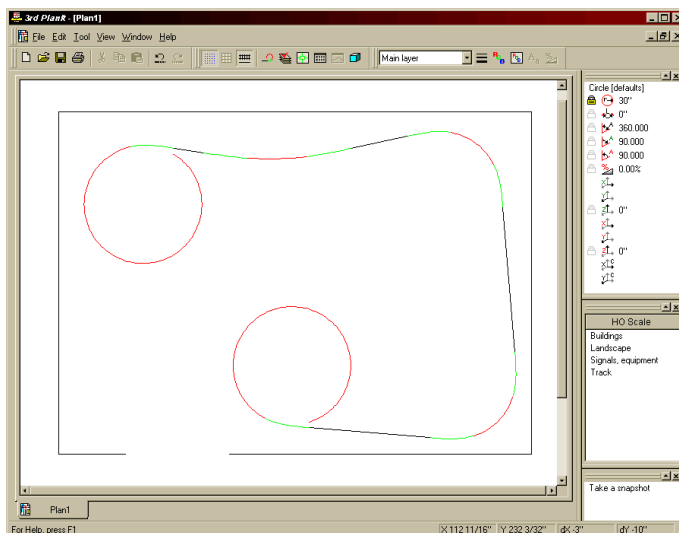 3rd PlanIt - [Plan1]
File Edit Tool View Window Help
Main layer
Circle [defaults]
30"
0"
360.000
90.000
90.000
0.00%
0"
0"
HO Scale
Buildings
Landscape
Signals, equipment
Track
Take a snapshot
Plan1
For Help, press F1
X 112 11/16" Y 232 3/32" dX -3" dY -10"